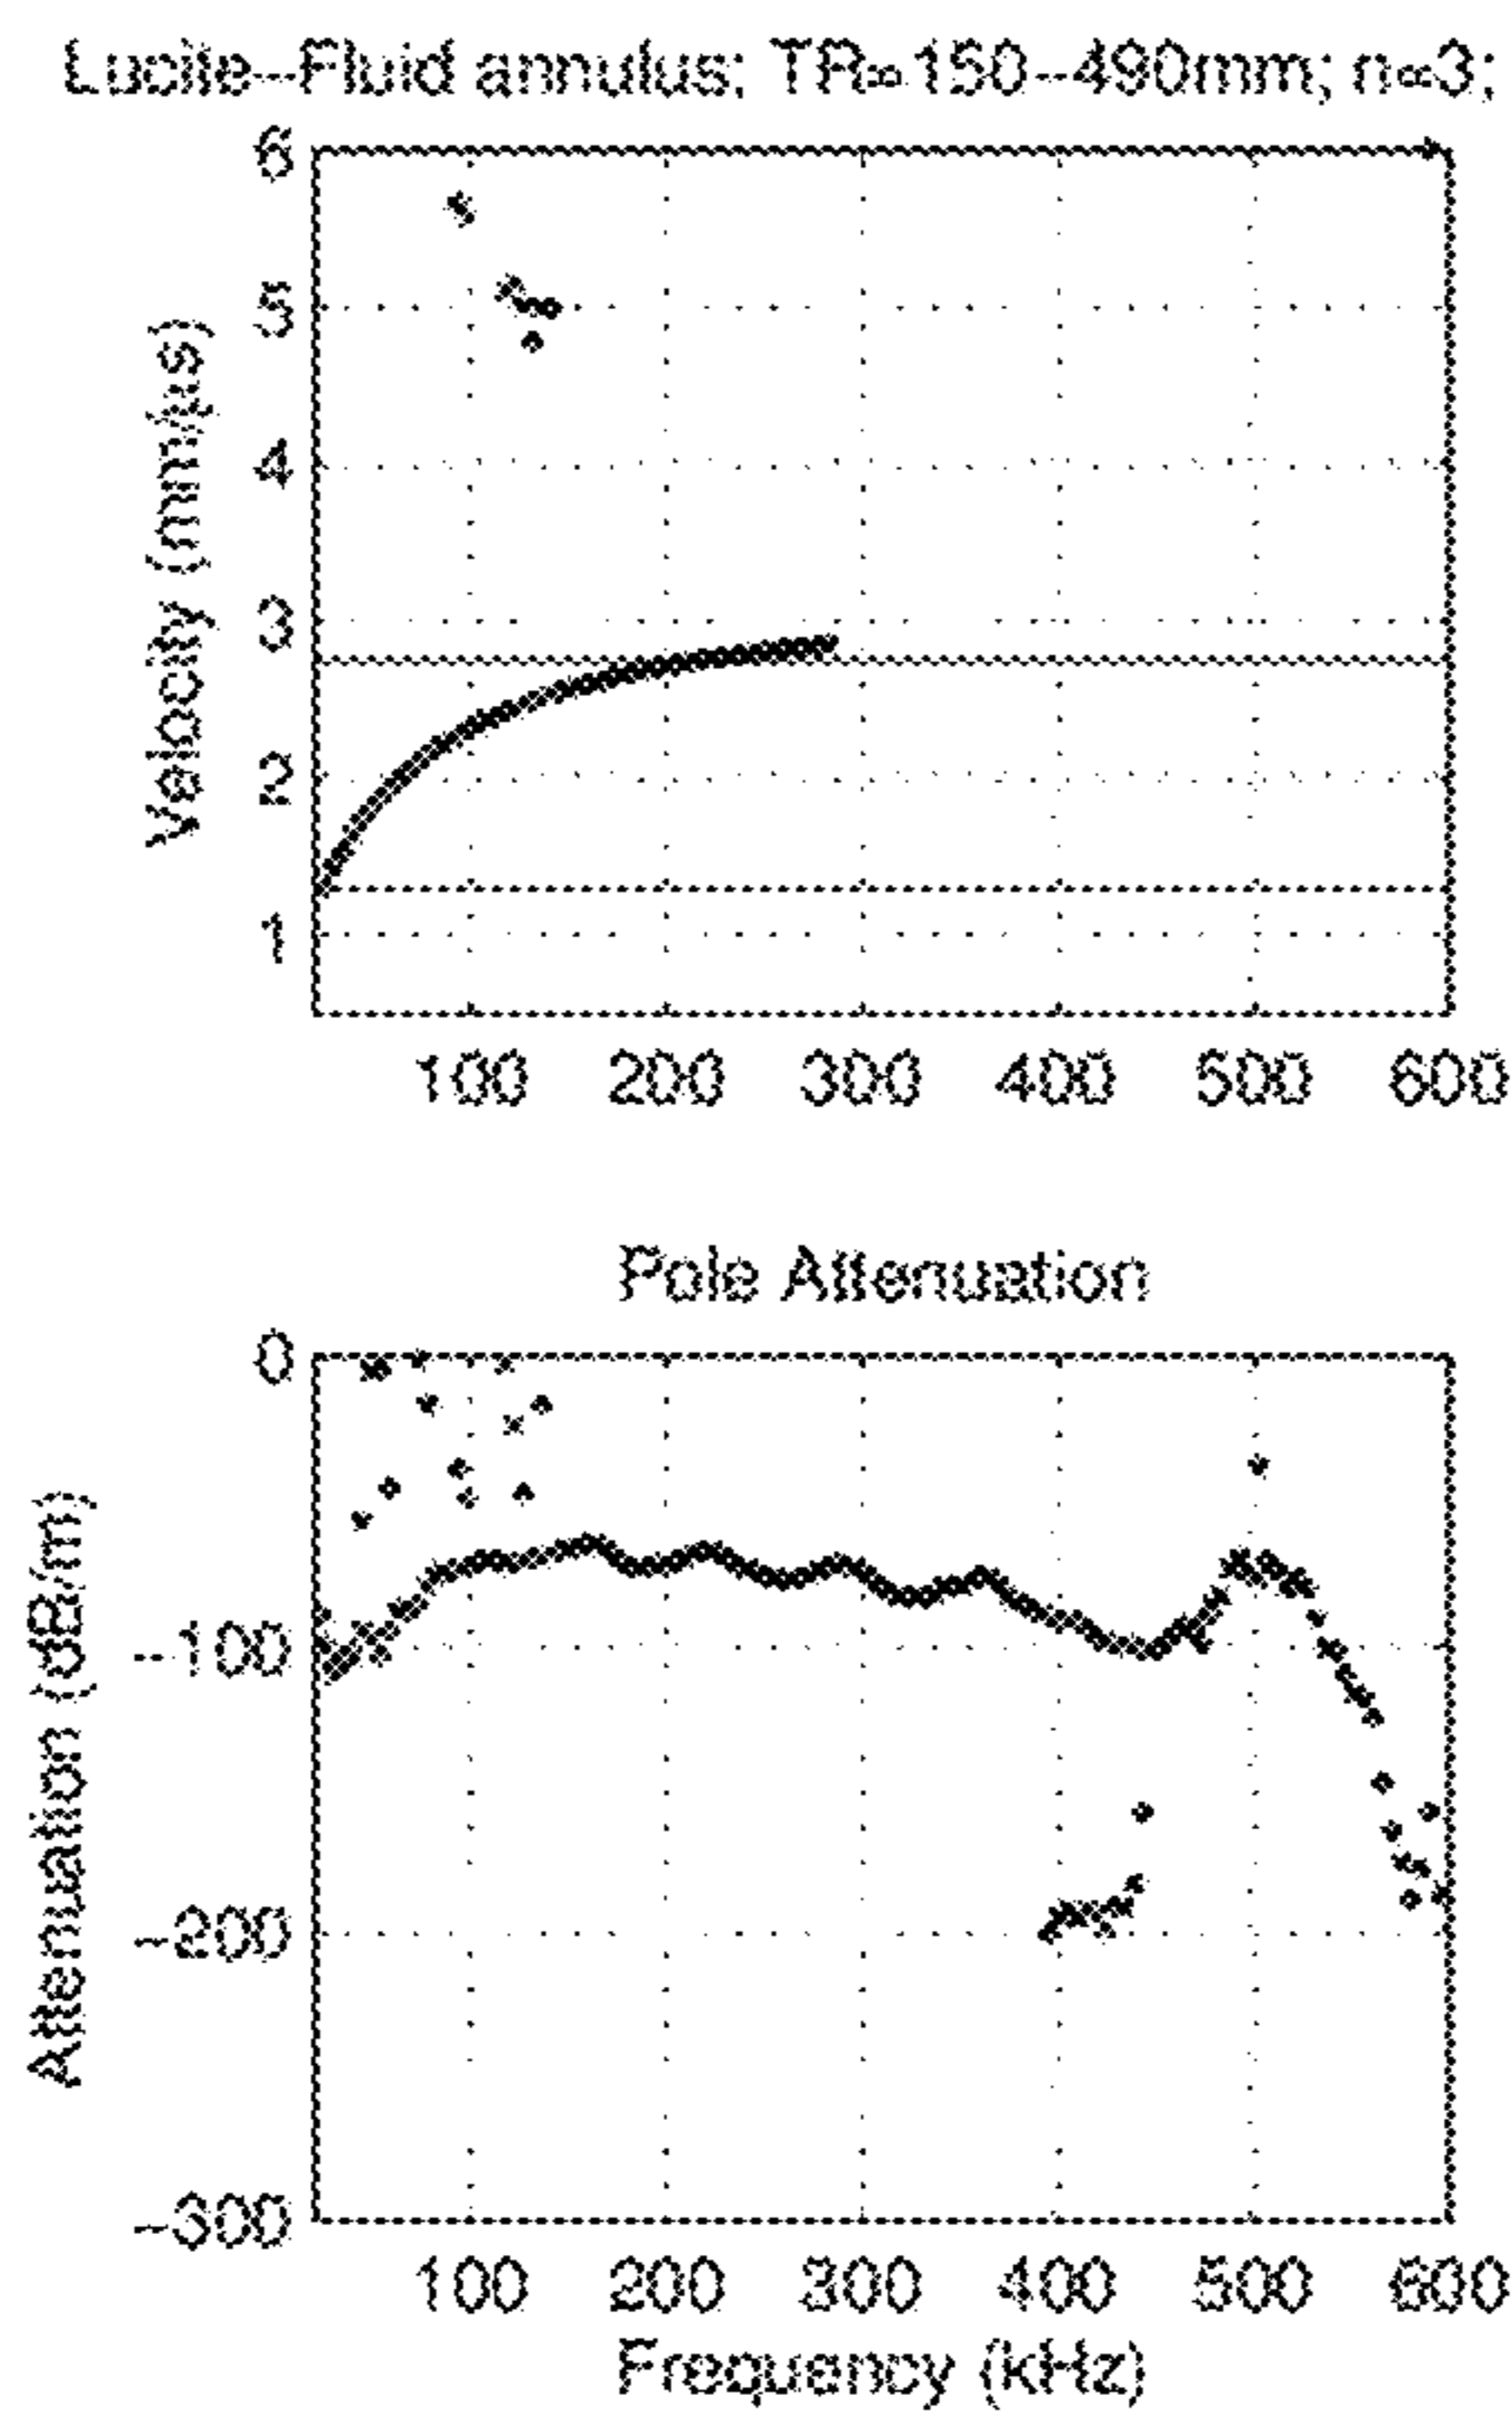 Lucite--Fluid annulus; TR=150--490mm; n=3;
6
5
4
3
2
1
Velocity (mm/µs)
100 200 300 400 500 600
Pole Attenuation
0
-100
-200
-300
Attenuation (dB/m)
100 200 300 400 500 600
Frequency (kHz)